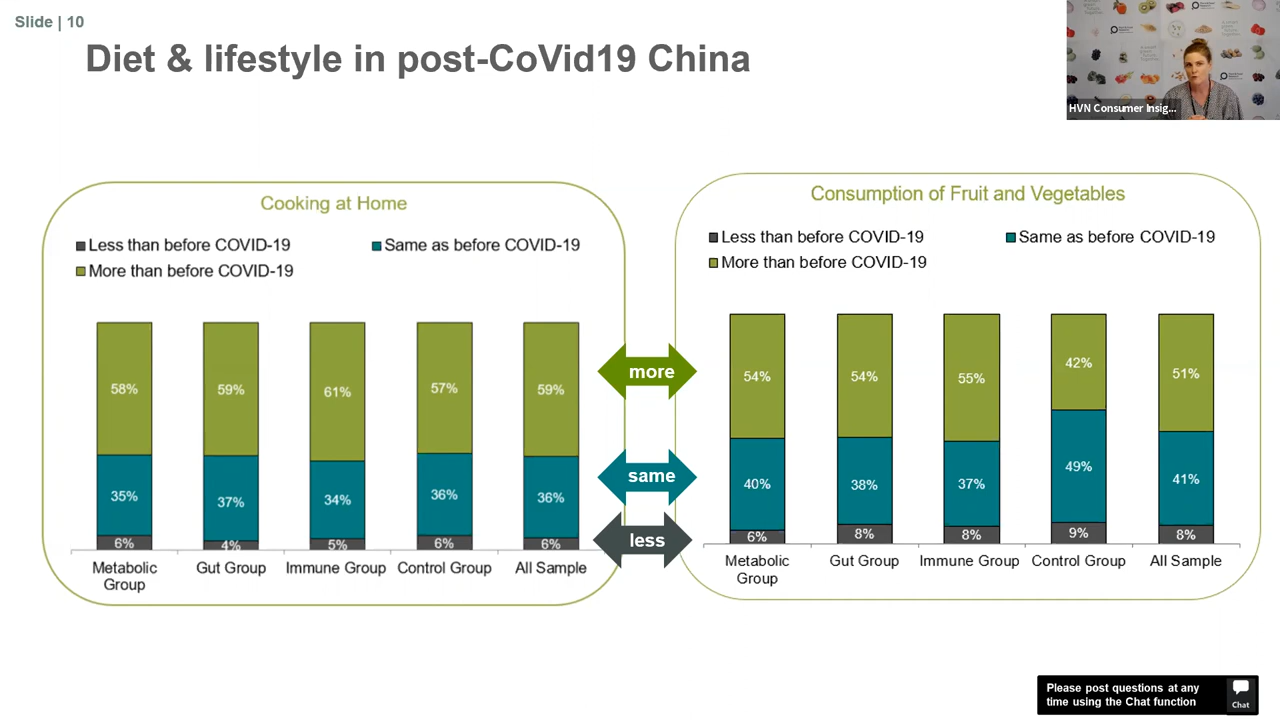 Slide | 10
Diet & lifestyle in post-CoVid19 China
HVN Consumer Insig...
Cooking at Home
Less than before COVID-19
Same as before COVID-19
More than before COVID-19
58%
59%
61%
57%
59%
35%
37%
34%
36%
36%
6%
4%
5%
6%
6%
Metabolic
Group
Gut Group
Immune Group
Control Group
All Sample
more
same
less
Consumption of Fruit and Vegetables
Less than before COVID-19
Same as before COVID-19
More than before COVID-19
54%
54%
55%
42%
51%
40%
38%
37%
49%
41%
6%
8%
8%
9%
8%
Metabolic
Group
Gut Group
Immune Group
Control Group
All Sample
Please post questions at any
time using the Chat function
Chat